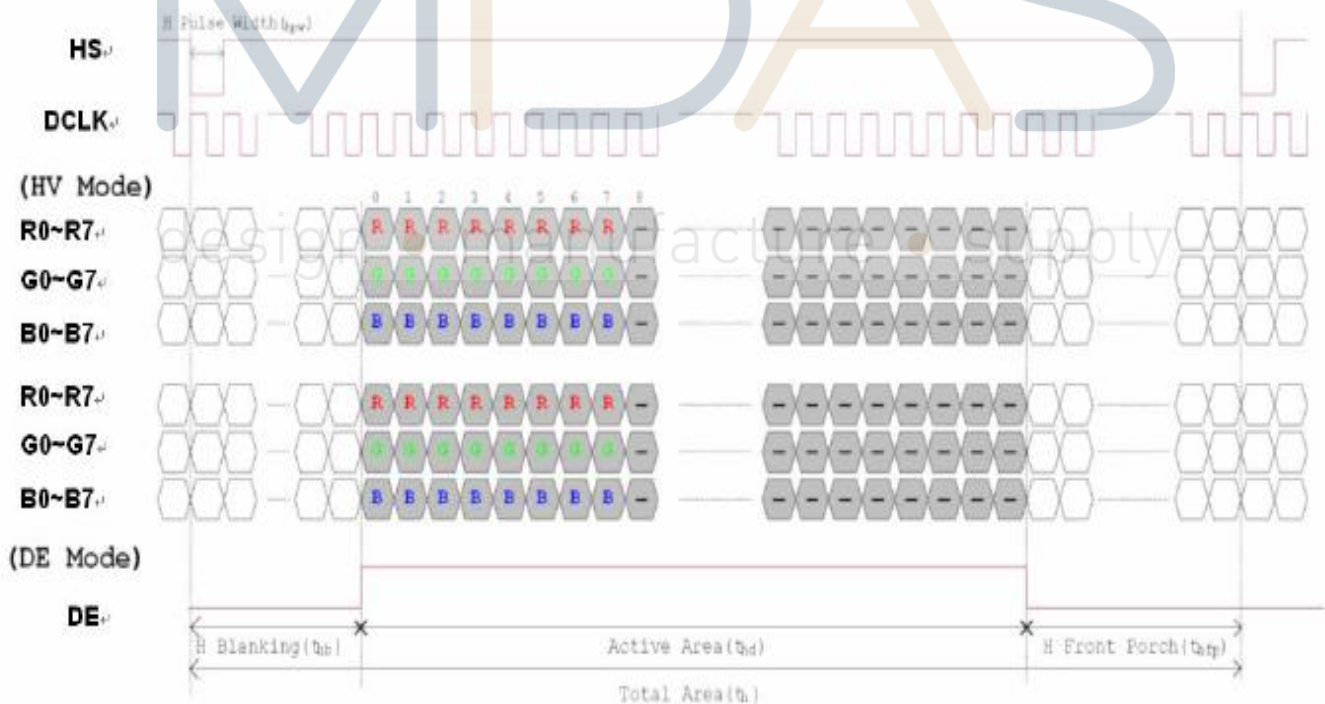 MIDAS
H Pulse Width(thpw)
HS
DCLK
(HV Mode)
0 1 2 3 4 5 6 7 8
R0~R7 R R R R R R R R - - - - - - - - -
design • manufacture • supply
G0~G7 G G G G G G G G - - - - - - - - -
B0~B7 B B B B B B B B - - - - - - - - -
R0~R7 R R R R R R R R - - - - - - - - -
G0~G7 G G G G G G G G - - - - - - - - -
B0~B7 B B B B B B B B - - - - - - - - -
(DE Mode)
DE
H Blanking(thb) Active Area(thd) H Front Porch(thfp)
Total Area(th)